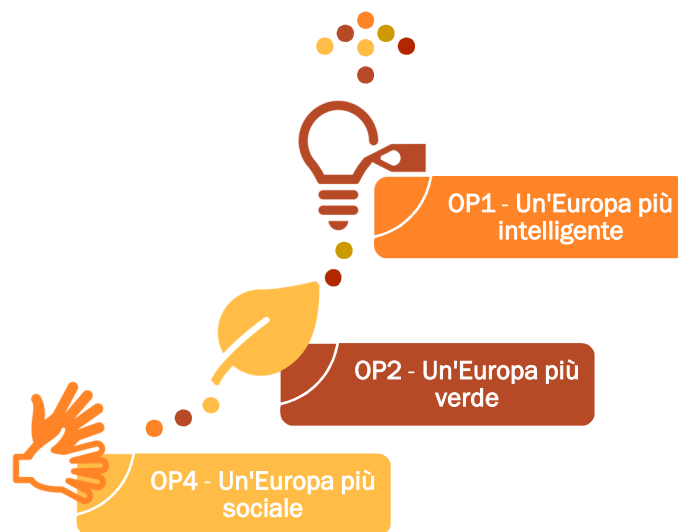 OP1 - Un'Europa più
intelligente
OP2 - Un'Europa più
verde
OP4 - Un'Europa più
sociale